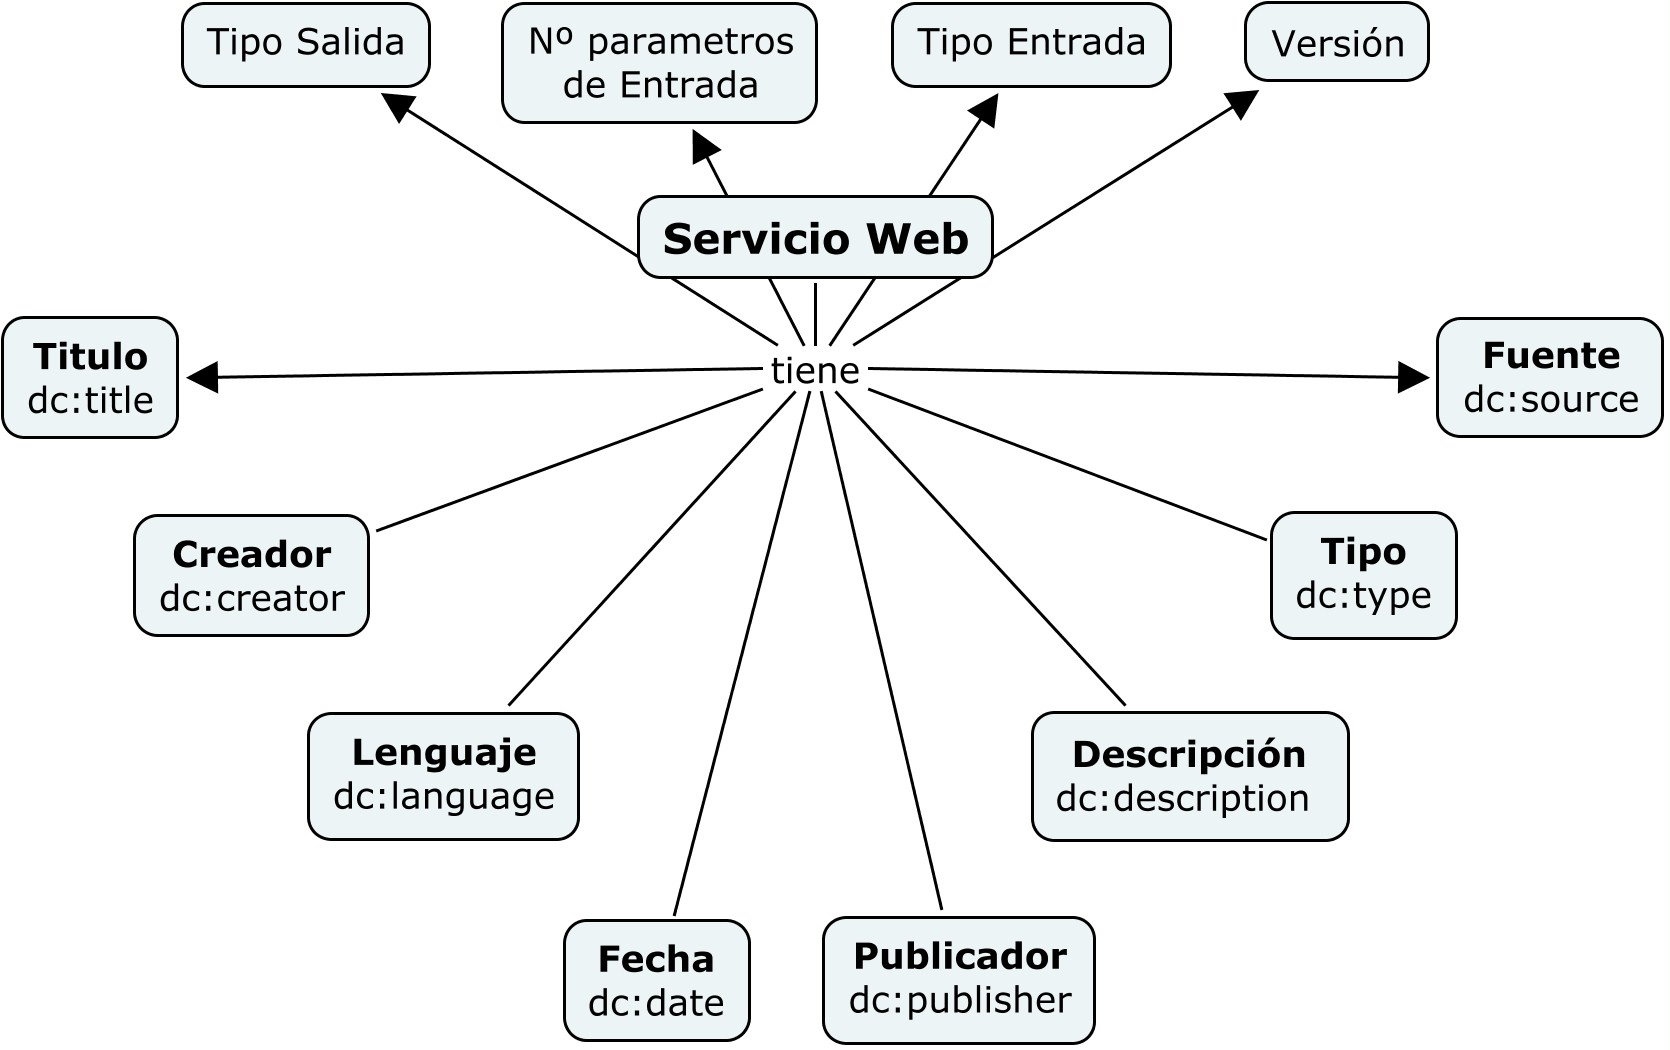 Tipo Salida
Nº parametros
de Entrada
Tipo Entrada
Versión
Servicio Web
tiene
Titulo
dc:title
Fuente
dc:source
Creador
dc:creator
Tipo
dc:type
Lenguaje
dc:language
Descripción
dc:description
Fecha
dc:date
Publicador
dc:publisher